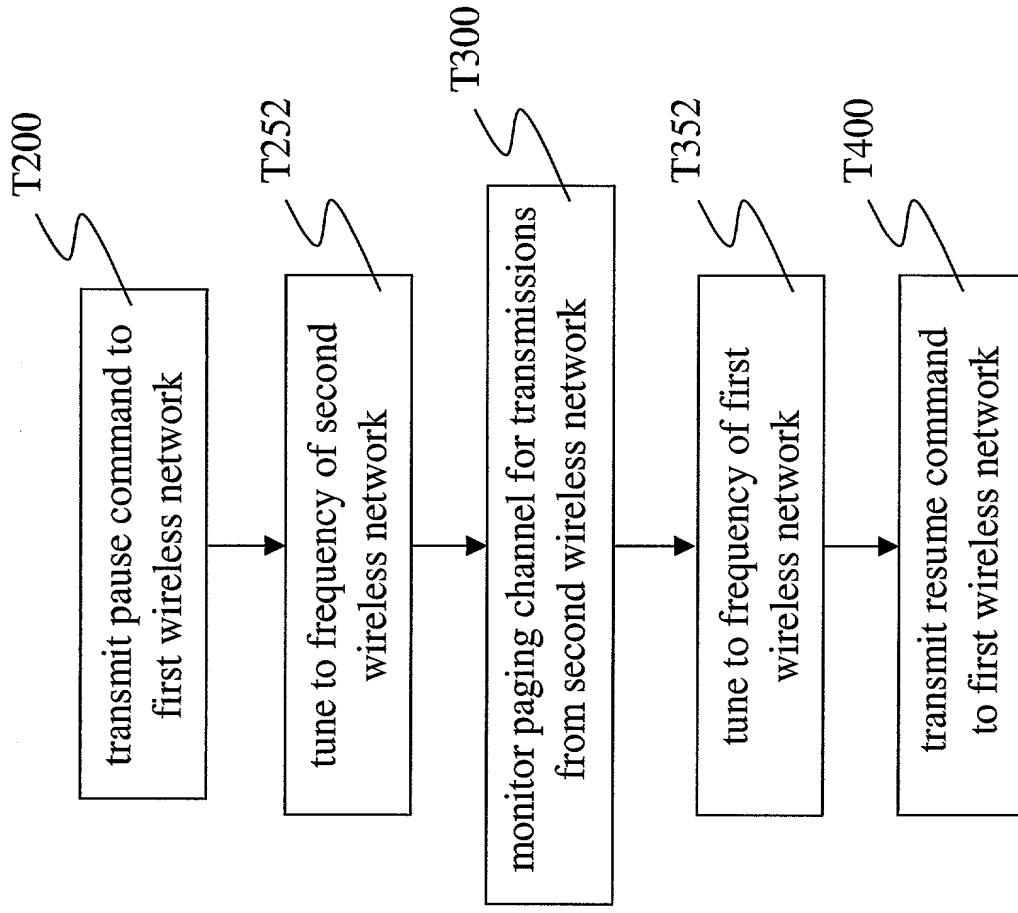 transmit pause command to
first wireless network
T200
tune to frequency of second
wireless network
T252
monitor paging channel for transmissions
from second wireless network
T300
tune to frequency of first
wireless network
T352
transmit resume command
to first wireless network
T400